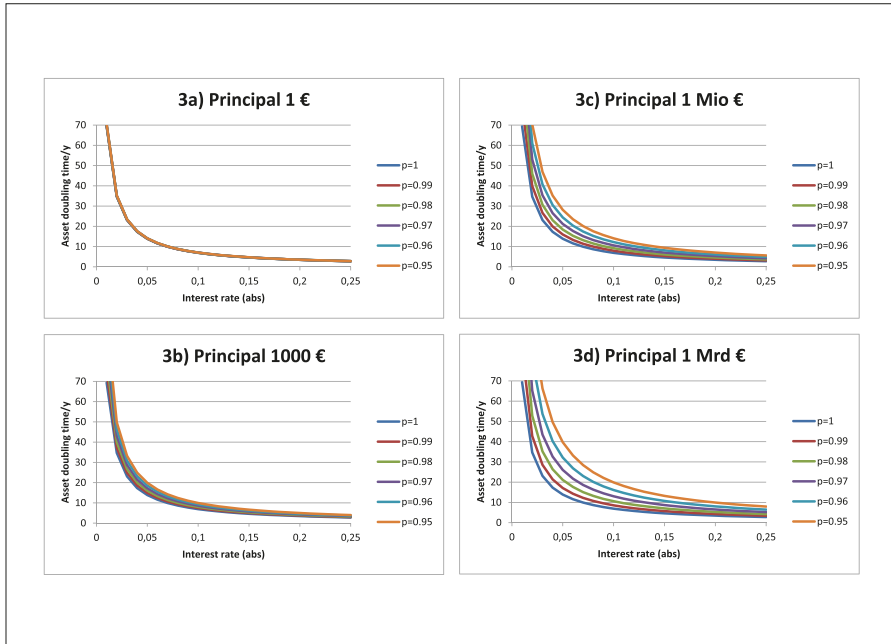 3a) Principal 1 €
Asset doubling time/y
70
60
50
40
30
20
10
0
0
0,05
0,1
0,15
0,2
0,25
Interest rate (abs)
p=1
p=0.99
p=0.98
p=0.97
p=0.96
p=0.95
3c) Principal 1 Mio €
Asset doubling time/y
70
60
50
40
30
20
10
0
0
0,05
0,1
0,15
0,2
0,25
Interest rate (abs)
p=1
p=0.99
p=0.98
p=0.97
p=0.96
p=0.95
3b) Principal 1000 €
Asset doubling time/y
70
60
50
40
30
20
10
0
0
0,05
0,1
0,15
0,2
0,25
Interest rate (abs)
p=1
p=0.99
p=0.98
p=0.97
p=0.96
p=0.95
3d) Principal 1 Mrd €
Asset doubling time/y
70
60
50
40
30
20
10
0
0
0,05
0,1
0,15
0,2
0,25
Interest rate (abs)
p=1
p=0.99
p=0.98
p=0.97
p=0.96
p=0.95